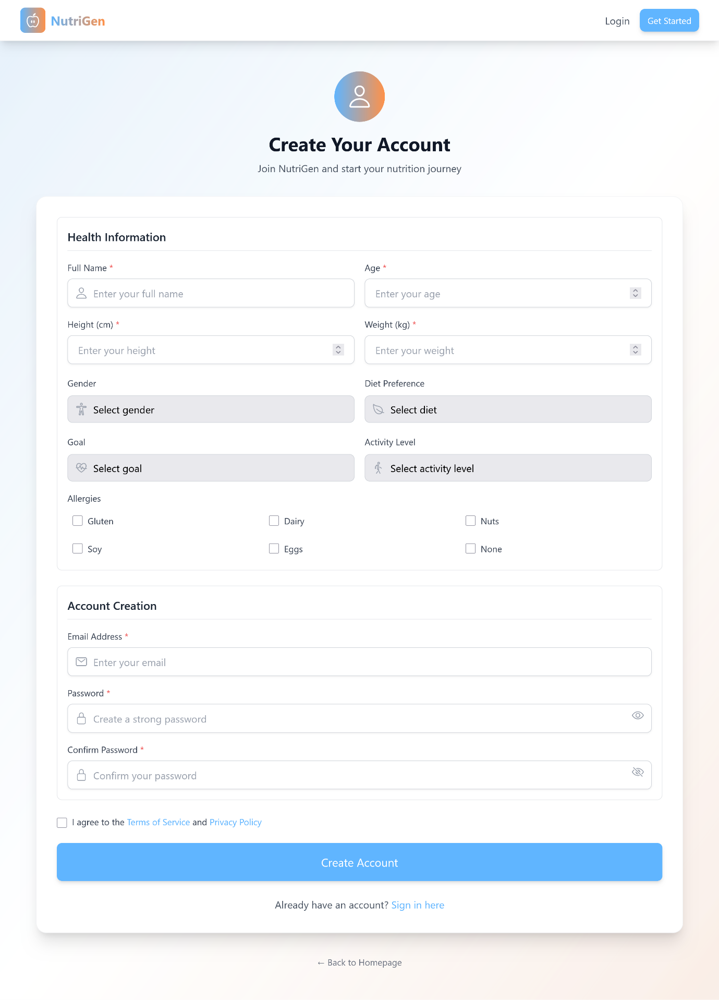 NutriGen
Login
Get Started
Create Your Account
Join NutriGen and start your nutrition journey
Health Information
Full Name *
Age *
Enter your full name
Enter your age
Height (cm) *
Weight (kg) *
Enter your height
Enter your weight
Gender
Diet Preference
Select gender
Select diet
Goal
Activity Level
Select goal
Select activity level
Allergies
Gluten
Dairy
Nuts
Soy
Eggs
None
Account Creation
Email Address *
Enter your email
Password *
Create a strong password
Confirm Password *
Confirm your password
I agree to the Terms of Service and Privacy Policy
Create Account
Already have an account? Sign in here
← Back to Homepage